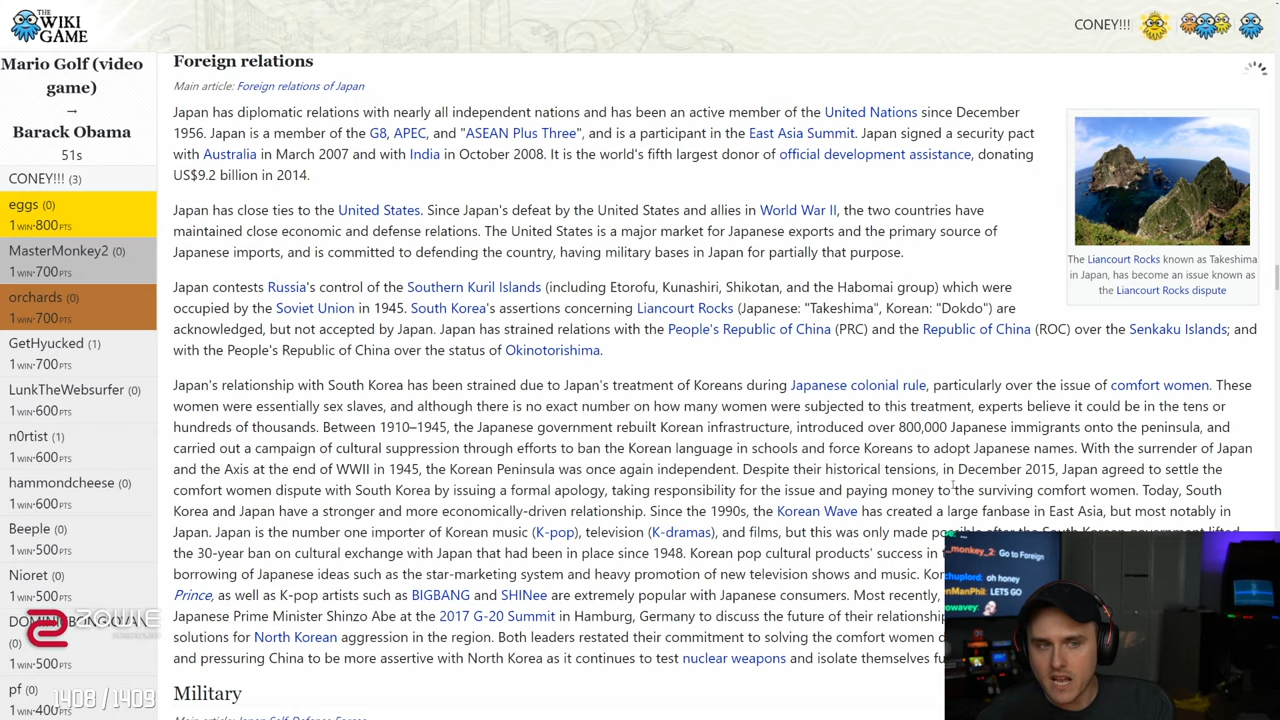 THE
WIKI
GAME
CONEY!!!
Mario Golf (video
game)
→
Barack Obama
51s
CONEY!!! (3)
eggs (0)
1 WIN·800 PTS
MasterMonkey2 (0)
1 WIN·700 PTS
orchards (0)
1 WIN·700 PTS
GetHyucked (1)
1 WIN·700 PTS
LunkTheWebsurfer (0)
1 WIN·600 PTS
n0rtist (1)
1 WIN·600 PTS
hammondcheese (0)
1 WIN·600 PTS
Beeple (0)
1 WIN·500 PTS
Nioret (0)
1 WIN·500 PTS
(0)
1 WIN·500 PTS
pf (0)
1 WIN·400 PTS
ZOWIE
1408 / 1409
Foreign relations
Main article: Foreign relations of Japan
Japan has diplomatic relations with nearly all independent nations and has been an active member of the United Nations since December
1956. Japan is a member of the G8, APEC, and "ASEAN Plus Three", and is a participant in the East Asia Summit. Japan signed a security pact
with Australia in March 2007 and with India in October 2008. It is the world's fifth largest donor of official development assistance, donating
US$9.2 billion in 2014.
Japan has close ties to the United States. Since Japan's defeat by the United States and allies in World War II, the two countries have
maintained close economic and defense relations. The United States is a major market for Japanese exports and the primary source of
Japanese imports, and is committed to defending the country, having military bases in Japan for partially that purpose.
The Liancourt Rocks known as Takeshima
in Japan, has become an issue known as
the Liancourt Rocks dispute
Japan contests Russia's control of the Southern Kuril Islands (including Etorofu, Kunashiri, Shikotan, and the Habomai group) which were
occupied by the Soviet Union in 1945. South Korea's assertions concerning Liancourt Rocks (Japanese: "Takeshima", Korean: "Dokdo") are
acknowledged, but not accepted by Japan. Japan has strained relations with the People's Republic of China (PRC) and the Republic of China (ROC) over the Senkaku Islands; and
with the People's Republic of China over the status of Okinotorishima.
Japan's relationship with South Korea has been strained due to Japan's treatment of Koreans during Japanese colonial rule, particularly over the issue of comfort women. These
women were essentially sex slaves, and although there is no exact number on how many women were subjected to this treatment, experts believe it could be in the tens or
hundreds of thousands. Between 1910–1945, the Japanese government rebuilt Korean infrastructure, introduced over 800,000 Japanese immigrants onto the peninsula, and
carried out a campaign of cultural suppression through efforts to ban the Korean language in schools and force Koreans to adopt Japanese names. With the surrender of Japan
and the Axis at the end of WWII in 1945, the Korean Peninsula was once again independent. Despite their historical tensions, in December 2015, Japan agreed to settle the
comfort women dispute with South Korea by issuing a formal apology, taking responsibility for the issue and paying money to the surviving comfort women. Today, South
Korea and Japan have a stronger and more economically-driven relationship. Since the 1990s, the Korean Wave has created a large fanbase in East Asia, but most notably in
Japan. Japan is the number one importer of Korean music (K-pop), television (K-dramas), and films, but this was only made possible after the South Korean government lifted
the 30-year ban on cultural exchange with Japan that had been in place since 1948. Korean pop cultural products' success in
borrowing of Japanese ideas such as the star-marketing system and heavy promotion of new television shows and music.
Prince, as well as K-pop artists such as BIGBANG and SHINee are extremely popular with Japanese consumers. Most recently,
Japanese Prime Minister Shinzo Abe at the 2017 G-20 Summit in Hamburg, Germany to discuss the future of their relationship
solutions for North Korean aggression in the region. Both leaders restated their commitment to solving the comfort women
and pressuring China to be more assertive with North Korea as it continues to test nuclear weapons and isolate themselves
Military
_monkey_2: Go to Foreign
oh honey
LETS GO